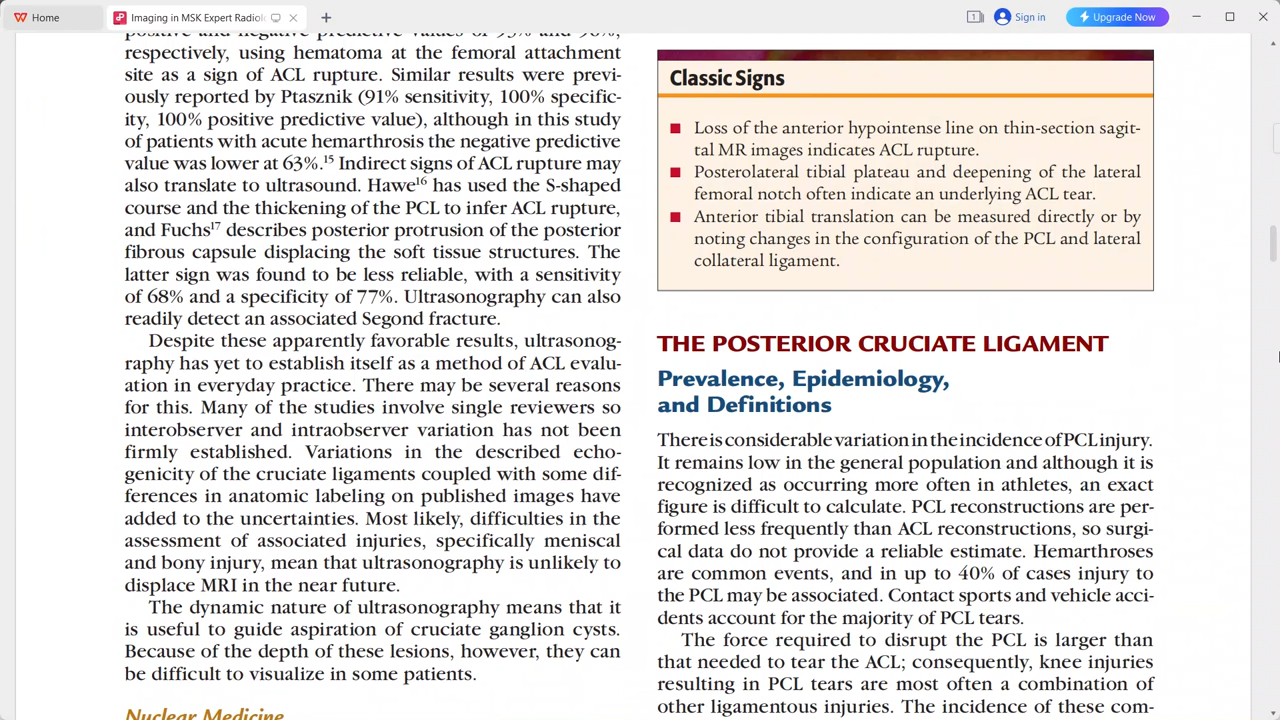 Home
Imaging in MSK Expert Radiolo
Sign in
Upgrade Now
positive and negative predictive values of 93% and 90%,
respectively, using hematoma at the femoral attachment
site as a sign of ACL rupture. Similar results were previ-
ously reported by Ptasznik (91% sensitivity, 100% specific-
ity, 100% positive predictive value), although in this study
of patients with acute hemarthrosis the negative predictive
value was lower at 63%.15 Indirect signs of ACL rupture may
also translate to ultrasound. Hawe16 has used the S-shaped
course and the thickening of the PCL to infer ACL rupture,
and Fuchs17 describes posterior protrusion of the posterior
fibrous capsule displacing the soft tissue structures. The
latter sign was found to be less reliable, with a sensitivity
of 68% and a specificity of 77%. Ultrasonography can also
readily detect an associated Segond fracture.
Despite these apparently favorable results, ultrasonog-
raphy has yet to establish itself as a method of ACL evalu-
ation in everyday practice. There may be several reasons
for this. Many of the studies involve single reviewers so
interobserver and intraobserver variation has not been
firmly established. Variations in the described echo-
genicity of the cruciate ligaments coupled with some dif-
ferences in anatomic labeling on published images have
added to the uncertainties. Most likely, difficulties in the
assessment of associated injuries, specifically meniscal
and bony injury, mean that ultrasonography is unlikely to
displace MRI in the near future.
The dynamic nature of ultrasonography means that it
is useful to guide aspiration of cruciate ganglion cysts.
Because of the depth of these lesions, however, they can
be difficult to visualize in some patients.
Nuclear Medicine
Classic Signs
Loss of the anterior hypointense line on thin-section sagit-
tal MR images indicates ACL rupture.
Posterolateral tibial plateau and deepening of the lateral
femoral notch often indicate an underlying ACL tear.
Anterior tibial translation can be measured directly or by
noting changes in the configuration of the PCL and lateral
collateral ligament.
THE POSTERIOR CRUCIATE LIGAMENT
Prevalence, Epidemiology,
and Definitions
There is considerable variation in the incidence of PCL injury.
It remains low in the general population and although it is
recognized as occurring more often in athletes, an exact
figure is difficult to calculate. PCL reconstructions are per-
formed less frequently than ACL reconstructions, so surgi-
cal data do not provide a reliable estimate. Hemarthroses
are common events, and in up to 40% of cases injury to
the PCL may be associated. Contact sports and vehicle acci-
dents account for the majority of PCL tears.
The force required to disrupt the PCL is larger than
that needed to tear the ACL; consequently, knee injuries
resulting in PCL tears are most often a combination of
other ligamentous injuries. The incidence of these com-